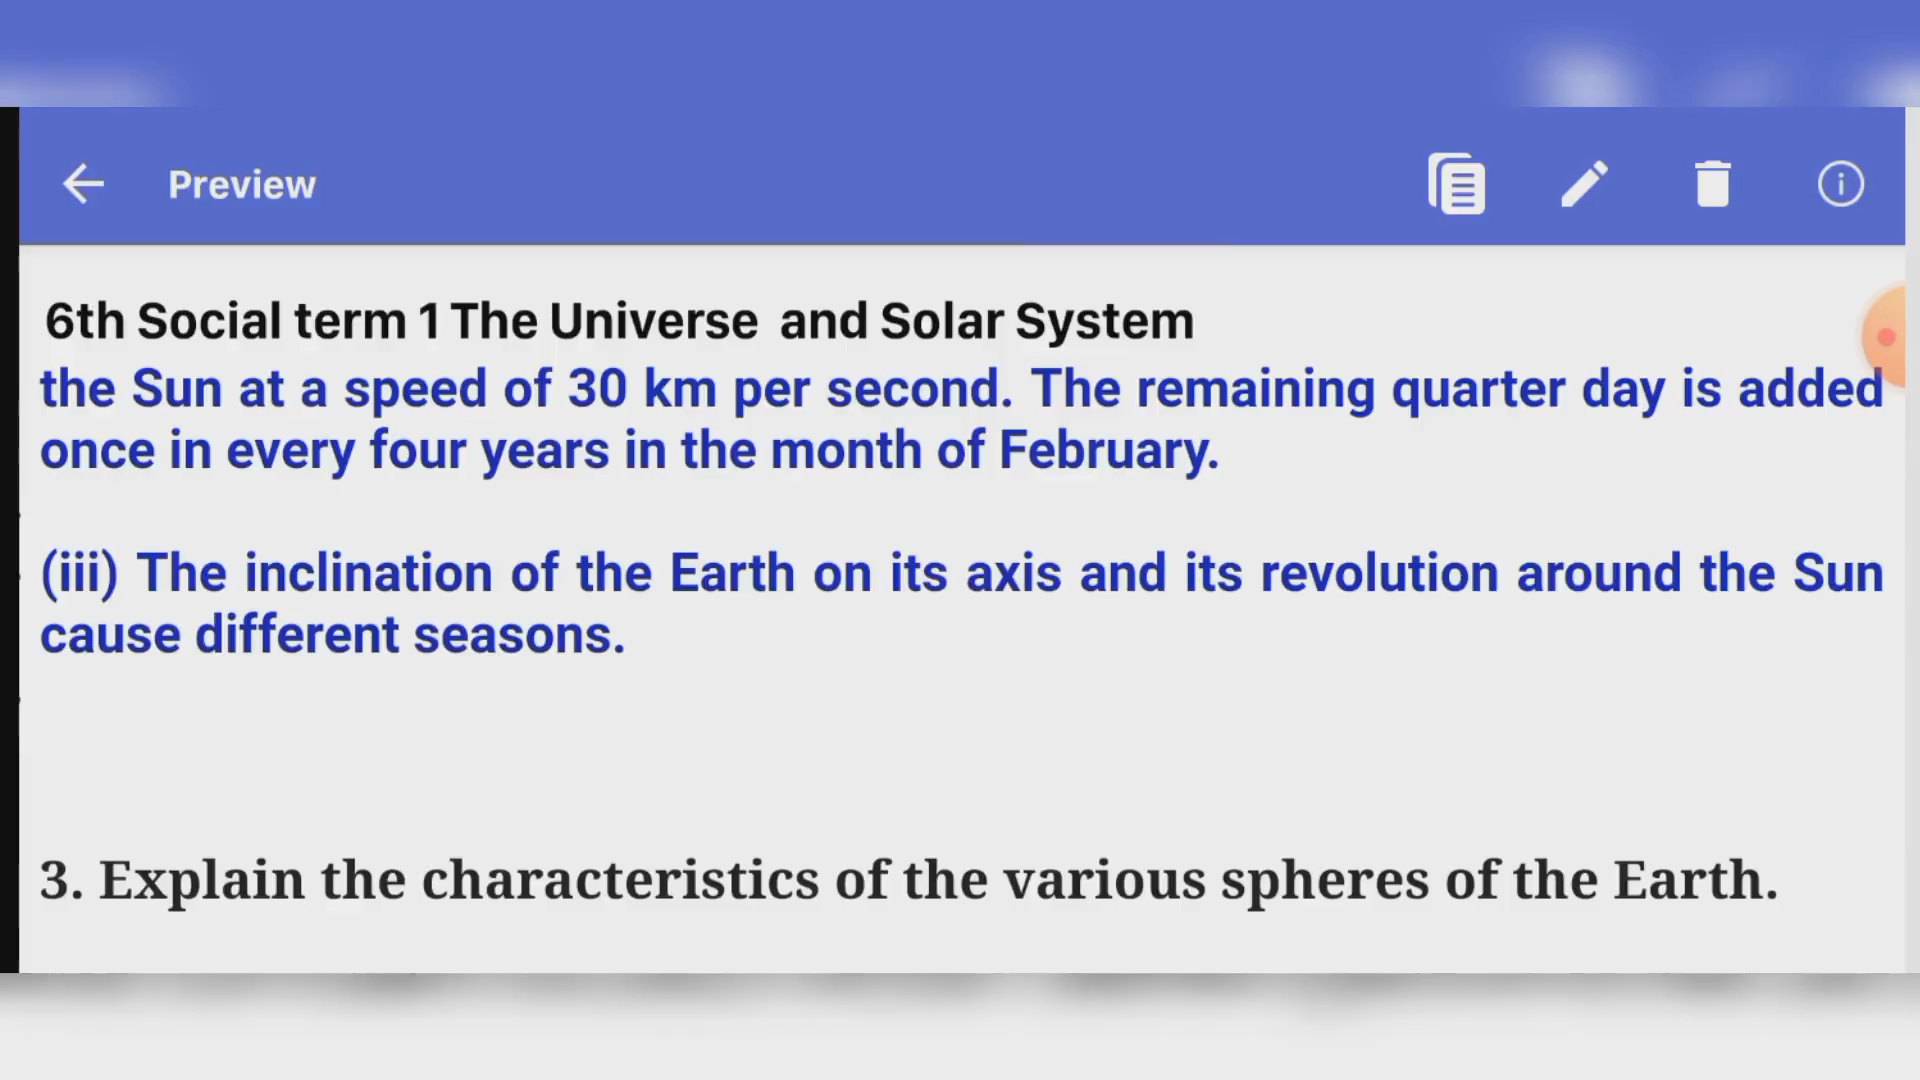 Preview
6th Social term 1 The Universe and Solar System
the Sun at a speed of 30 km per second. The remaining quarter day is added
once in every four years in the month of February.
(iii) The inclination of the Earth on its axis and its revolution around the Sun
cause different seasons.
3. Explain the characteristics of the various spheres of the Earth.